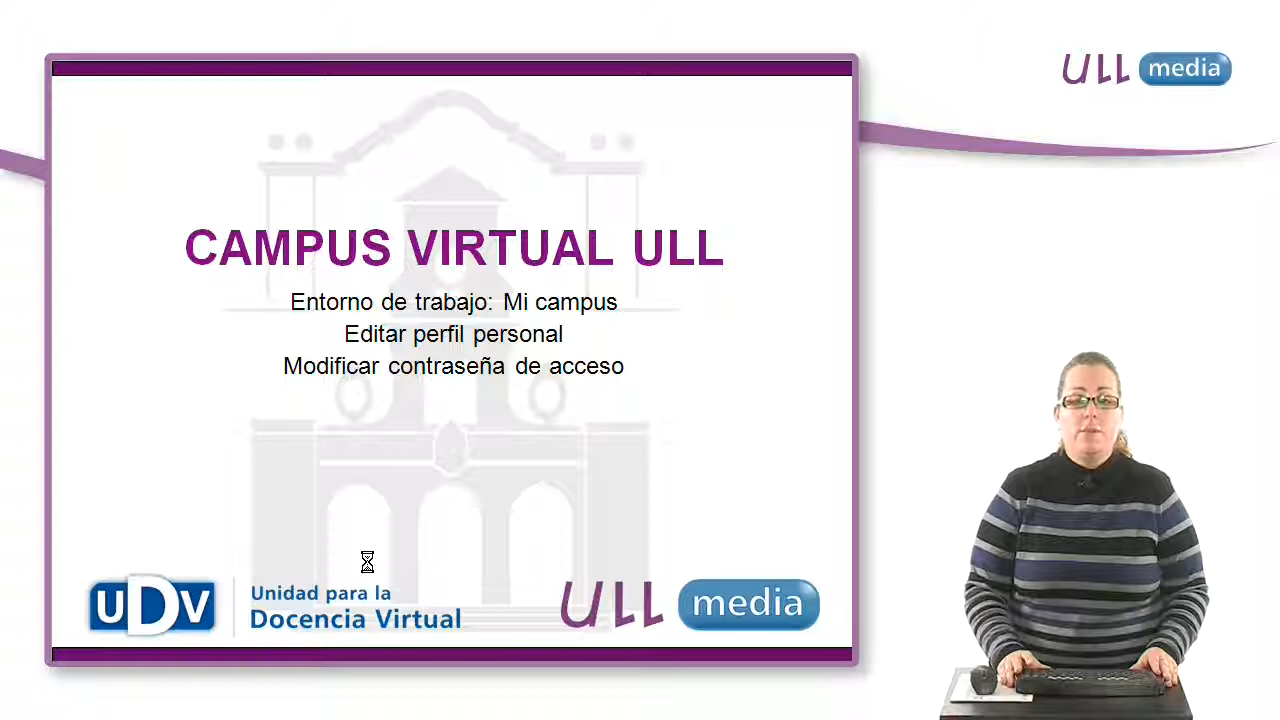 ULL media
CAMPUS VIRTUAL ULL
Entorno de trabajo: Mi campus
Editar perfil personal
Modificar contraseña de acceso
UDV
Unidad para la
Docencia Virtual
ULL media